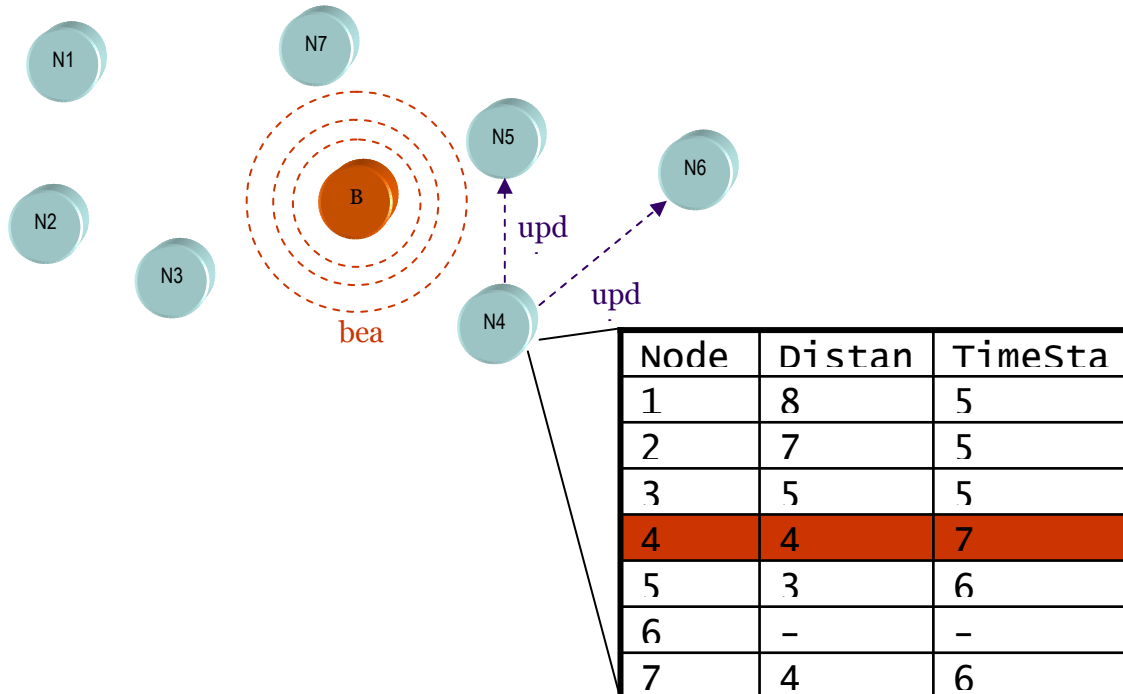 N1
N7
N5
N6
B
N2
N3
upd
.
upd
.
N4
bea
Node Distan TimeSta
1 8 5
2 7 5
3 5 5
4 4 7
5 3 6
6 - -
7 4 6